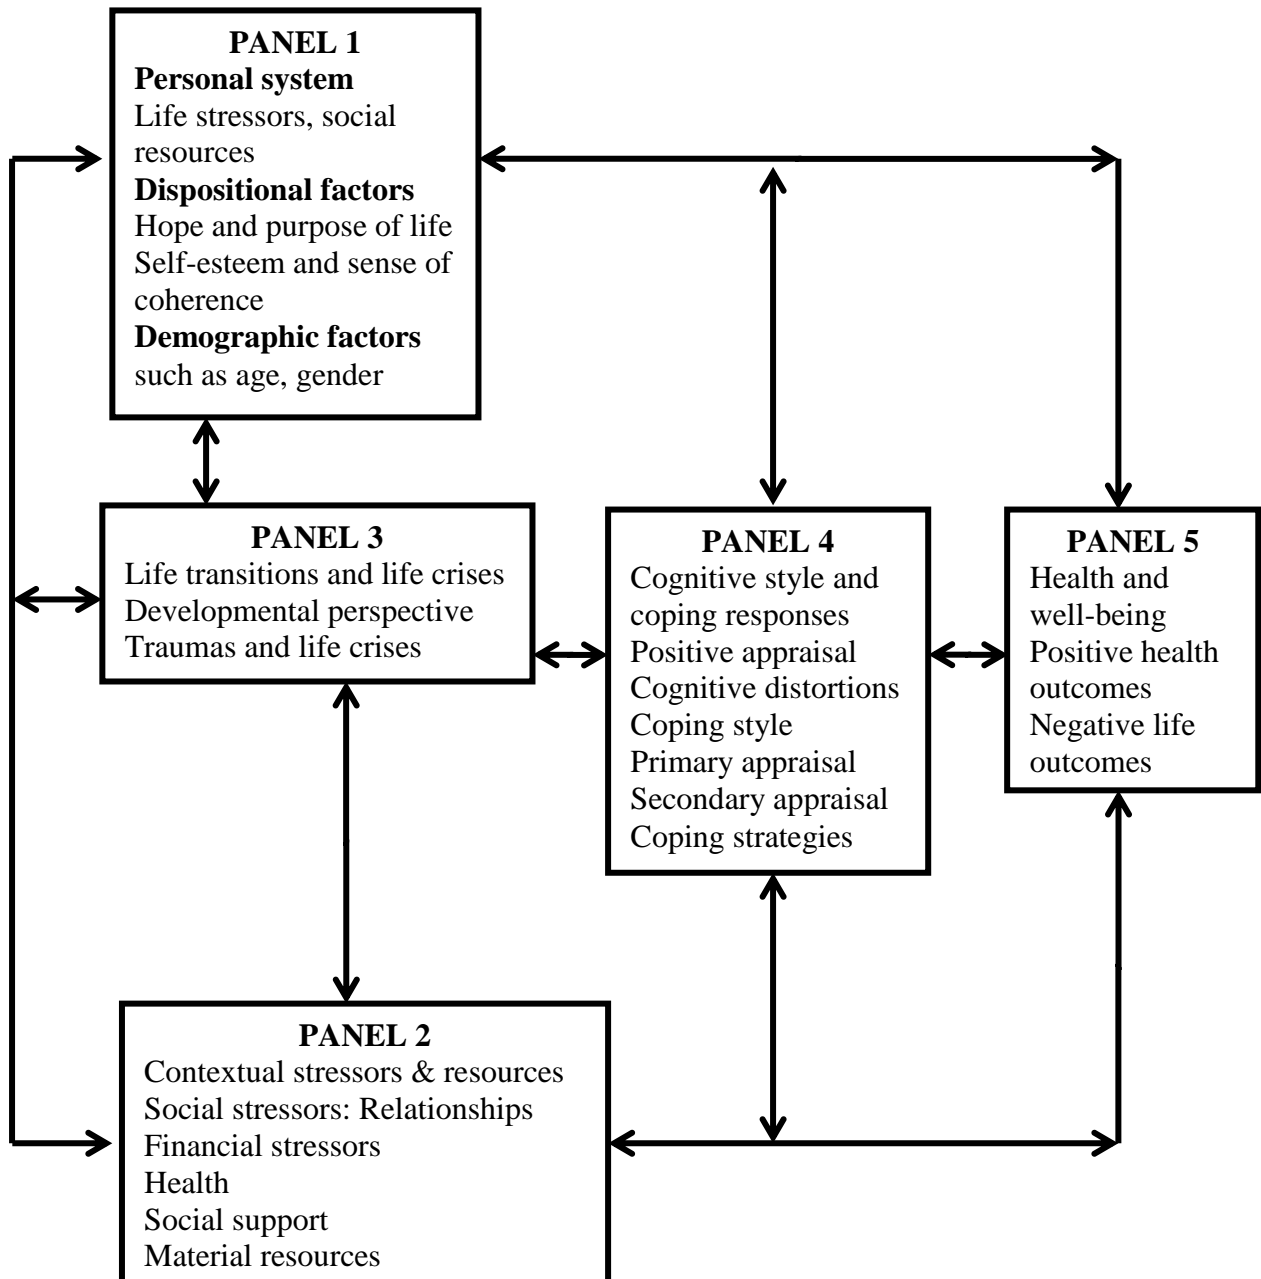 PANEL 1
Personal system
Life stressors, social
resources
Dispositional factors
Hope and purpose of life
Self-esteem and sense of
coherence
Demographic factors
such as age, gender
PANEL 3
Life transitions and life crises
Developmental perspective
Traumas and life crises
PANEL 4
Cognitive style and
coping responses
Positive appraisal
Cognitive distortions
Coping style
Primary appraisal
Secondary appraisal
Coping strategies
PANEL 5
Health and
well-being
Positive health
outcomes
Negative life
outcomes
PANEL 2
Contextual stressors & resources
Social stressors: Relationships
Financial stressors
Health
Social support
Material resources